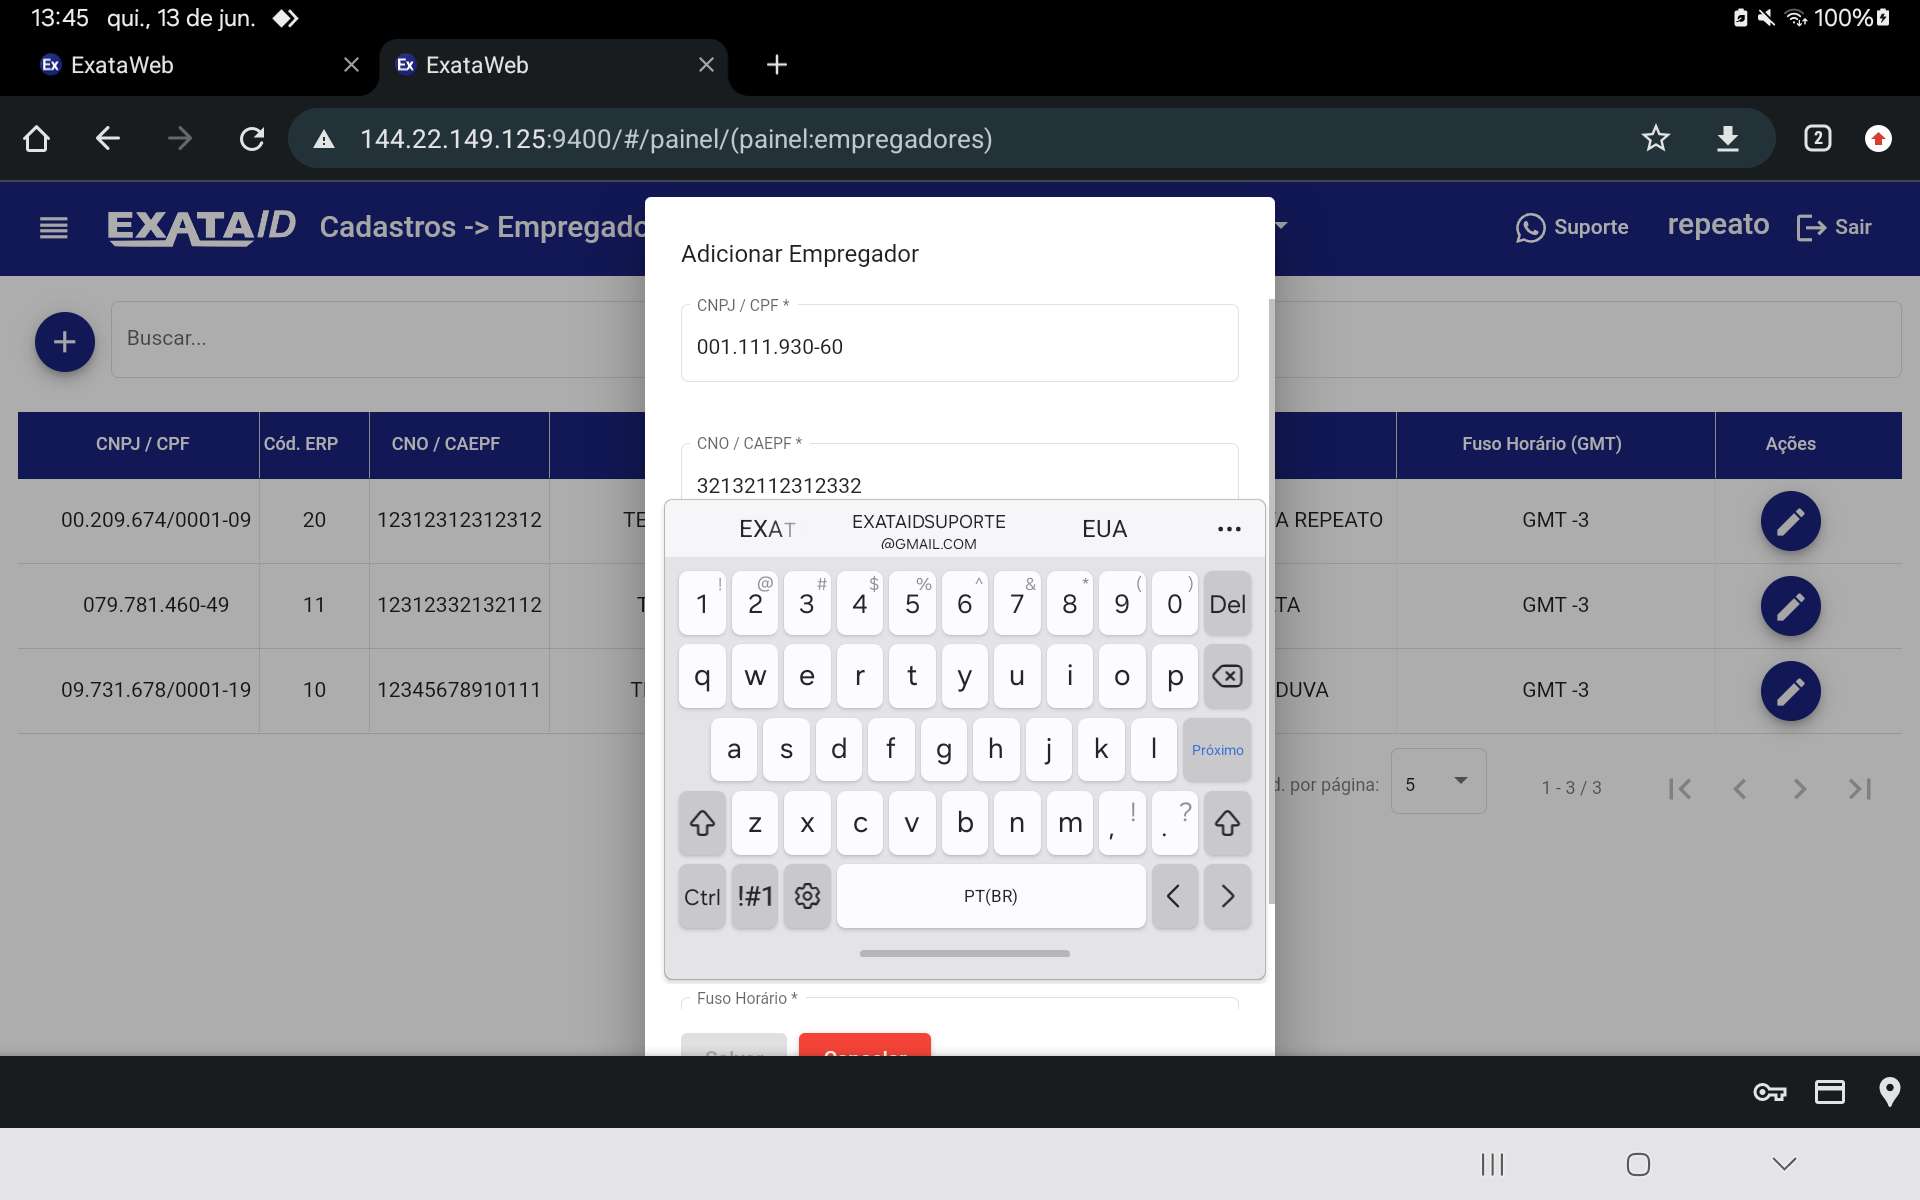 13:45 qui., 13 de jun. 100%
Ex ExataWeb Ex ExataWeb
144.22.149.125:9400/#/painel/(painel:empregadores) 2
EXATAID Cadastros -> Empregado Suporte repeato Sair
Adicionar Empregador
CNPJ / CPF *
001.111.930-60
CNO / CAEPF *
32132112312332
Buscar...
CNPJ / CPF Cód. ERP CNO / CAEPF Fuso Horário (GMT) Ações
00.209.674/0001-09 20 12312312312312 TE A REPEATO GMT -3
079.781.460-49 11 12312332132112 T TA GMT -3
09.731.678/0001-19 10 12345678910111 DUVA GMT -3
d. por página: 5 1 - 3 / 3
EXAT EXATAIDSUPORTE EUA ...
@GMAIL.COM
! @ # $ % ^ & * ( )
1 2 3 4 5 6 7 8 9 0 Del
q w e r t y u i o p
a s d f g h j k l Próximo
z x c v b n m , ! . ?
Ctrl !#1 PT(BR) < >
Fuso Horário *
Salvar Cancelar